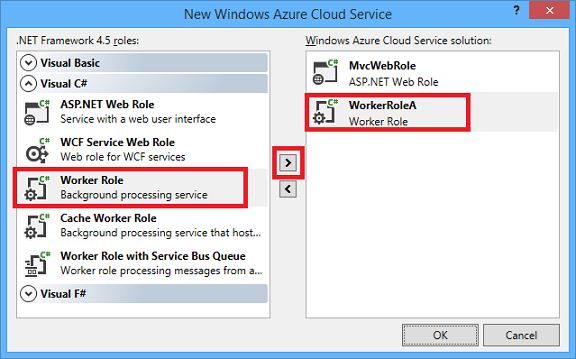 New Windows Azure Cloud Service
? ×
.NET Framework 4.5 roles:
Visual Basic
Visual C#
C#
ASP.NET Web Role
Service with a web user interface
C#
WCF Service Web Role
Web role for WCF services
C#
Worker Role
Background processing service
C#
Cache Worker Role
Background processing service that host...
C#
Worker Role with Service Bus Queue
Worker role processing messages from a...
Visual F#
>
<
Windows Azure Cloud Service solution:
C#
MvcWebRole
ASP.NET Web Role
C#
WorkerRoleA
Worker Role
OK
Cancel